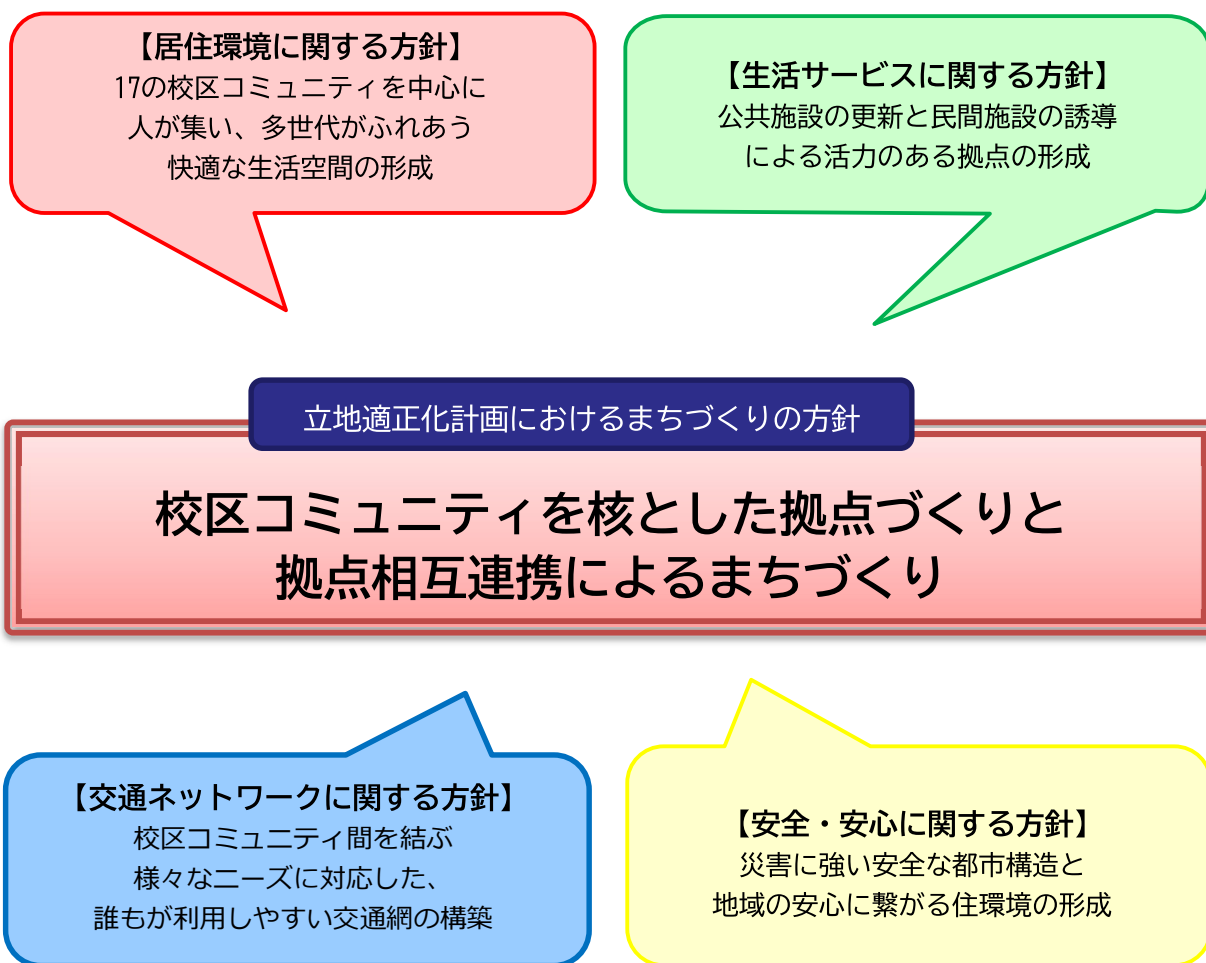 【居住環境に関する方針】
17の校区コミュニティを中心に
人が集い、多世代がふれあう
快適な生活空間の形成
【生活サービスに関する方針】
公共施設の更新と民間施設の誘導
による活力のある拠点の形成
立地適正化計画におけるまちづくりの方針
校区コミュニティを核とした拠点づくりと
拠点相互連携によるまちづくり
【交通ネットワークに関する方針】
校区コミュニティ間を結ぶ
様々なニーズに対応した、
誰もが利用しやすい交通網の構築
【安全・安心に関する方針】
災害に強い安全な都市構造と
地域の安心に繋がる住環境の形成